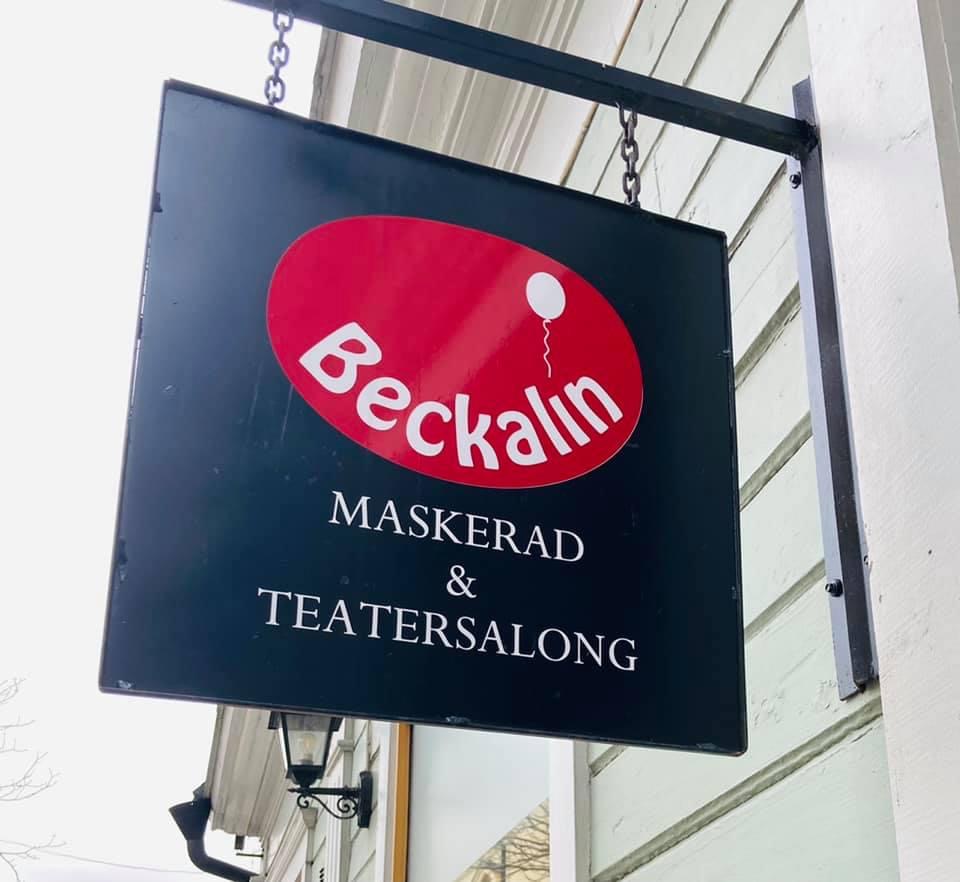 Beckalin
MASKERAD
&
TEATERSALONG